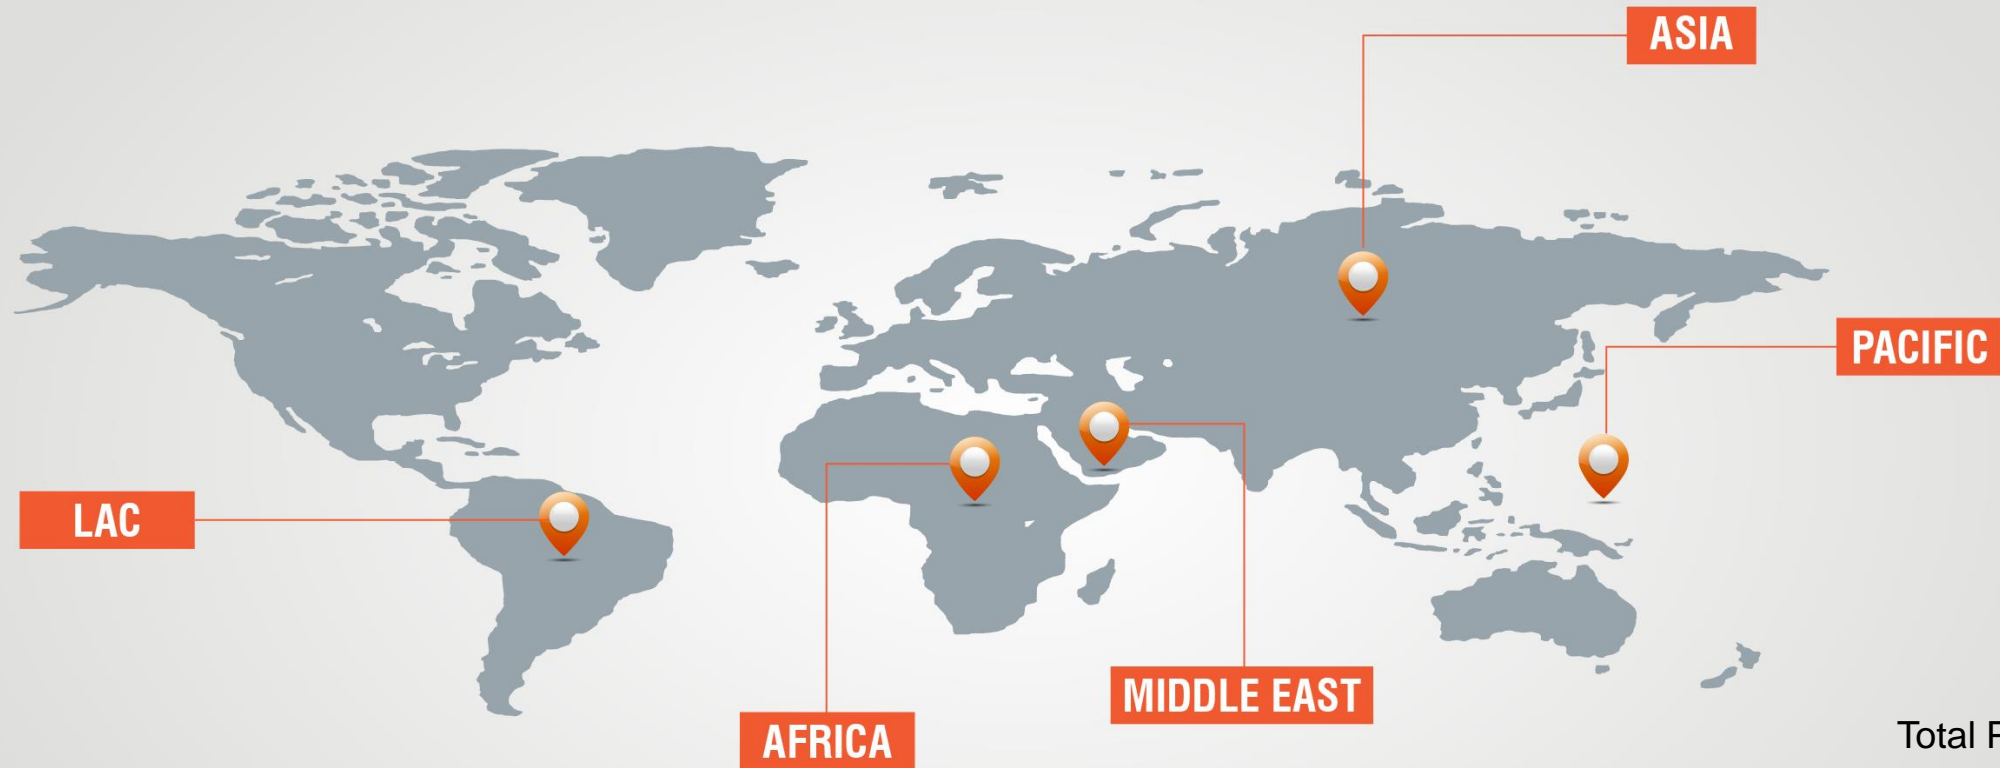 ASIA
PACIFIC
LAC
MIDDLE EAST
AFRICA
Total